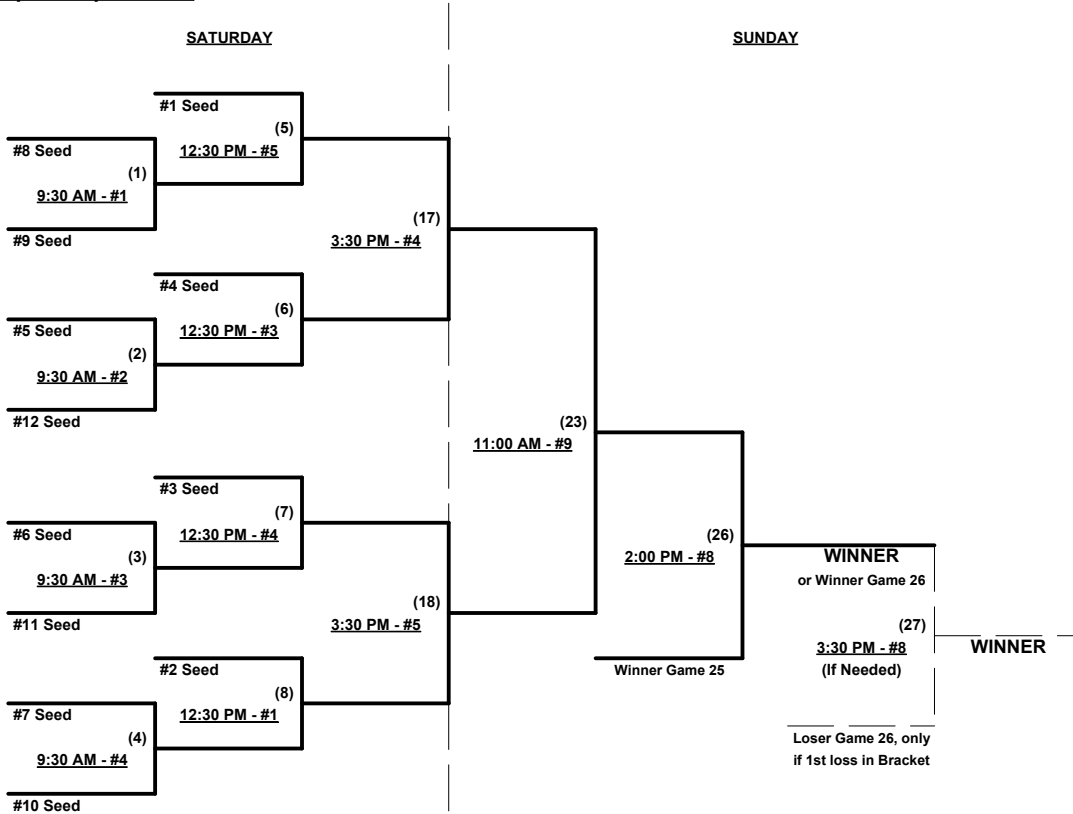 SATURDAY
SUNDAY
#1 Seed
(5)
12:30 PM - #5
#8 Seed
(1)
9:30 AM - #1
#9 Seed
(17)
3:30 PM - #4
#4 Seed
(6)
12:30 PM - #3
#5 Seed
(2)
9:30 AM - #2
#12 Seed
(23)
11:00 AM - #9
#3 Seed
(7)
12:30 PM - #4
#6 Seed
(3)
9:30 AM - #3
#11 Seed
(18)
3:30 PM - #5
#2 Seed
(8)
12:30 PM - #1
#7 Seed
(4)
9:30 AM - #4
#10 Seed
(26)
2:00 PM - #8
Winner Game 25
WINNER
or Winner Game 26
(27)
3:30 PM - #8
(If Needed)
WINNER
Loser Game 26, only
if 1st loss in Bracket